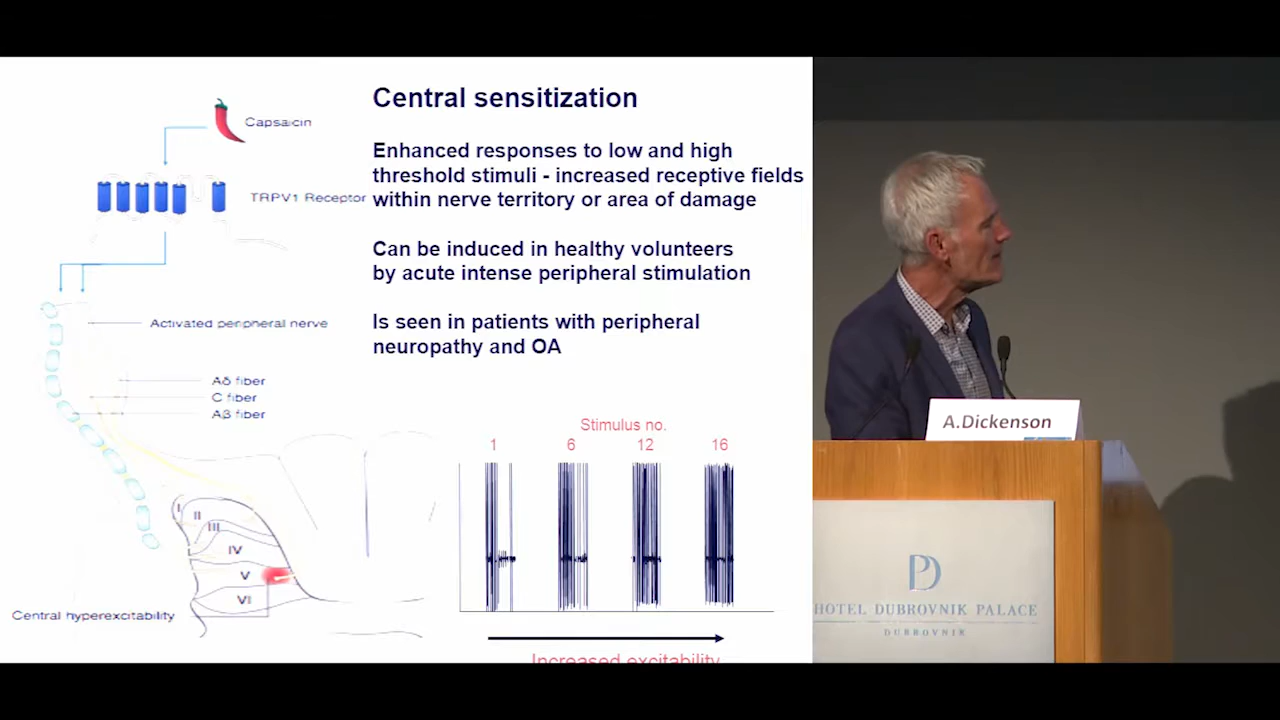 Central sensitization
Capsaicin
Enhanced responses to low and high
threshold stimuli - increased receptive fields
TRPV1 Receptor
within nerve territory or area of damage
Can be induced in healthy volunteers
by acute intense peripheral stimulation
Activated peripheral nerve
Is seen in patients with peripheral
neuropathy and OA
Aδ fiber
C fiber
Aβ fiber
Stimulus no.
1 6 12 16
I
II
III
IV
V
VI
Central hyperexcitability
Increased excitability
A.Dickenson
PD
HOTEL DUBROVNIK PALACE
DUBROVNIK